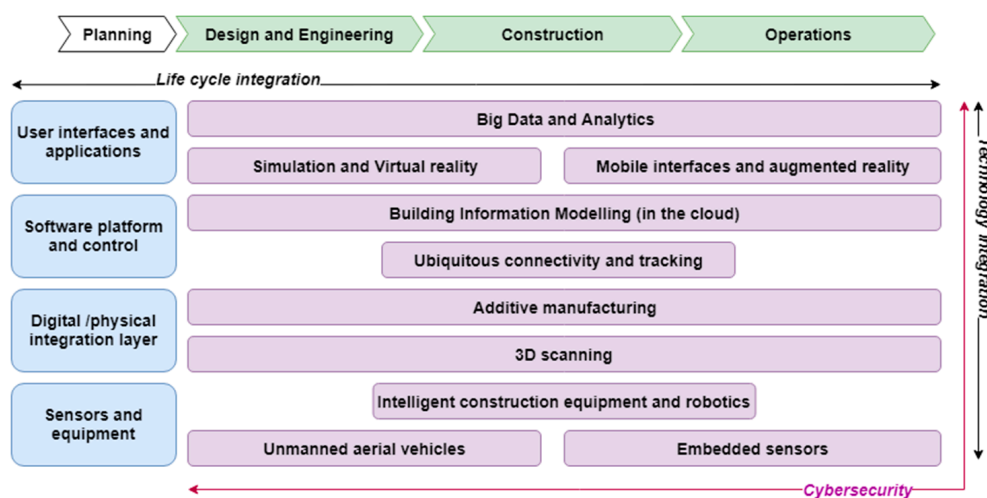 Planning
Design and Engineering
Construction
Operations
Life cycle integration
User interfaces and
applications
Big Data and Analytics
Simulation and Virtual reality
Mobile interfaces and augmented reality
Software platform
and control
Building Information Modelling (in the cloud)
Ubiquitous connectivity and tracking
Digital /physical
integration layer
Additive manufacturing
3D scanning
Sensors and
equipment
Intelligent construction equipment and robotics
Unmanned aerial vehicles
Embedded sensors
Technology integration
Cybersecurity